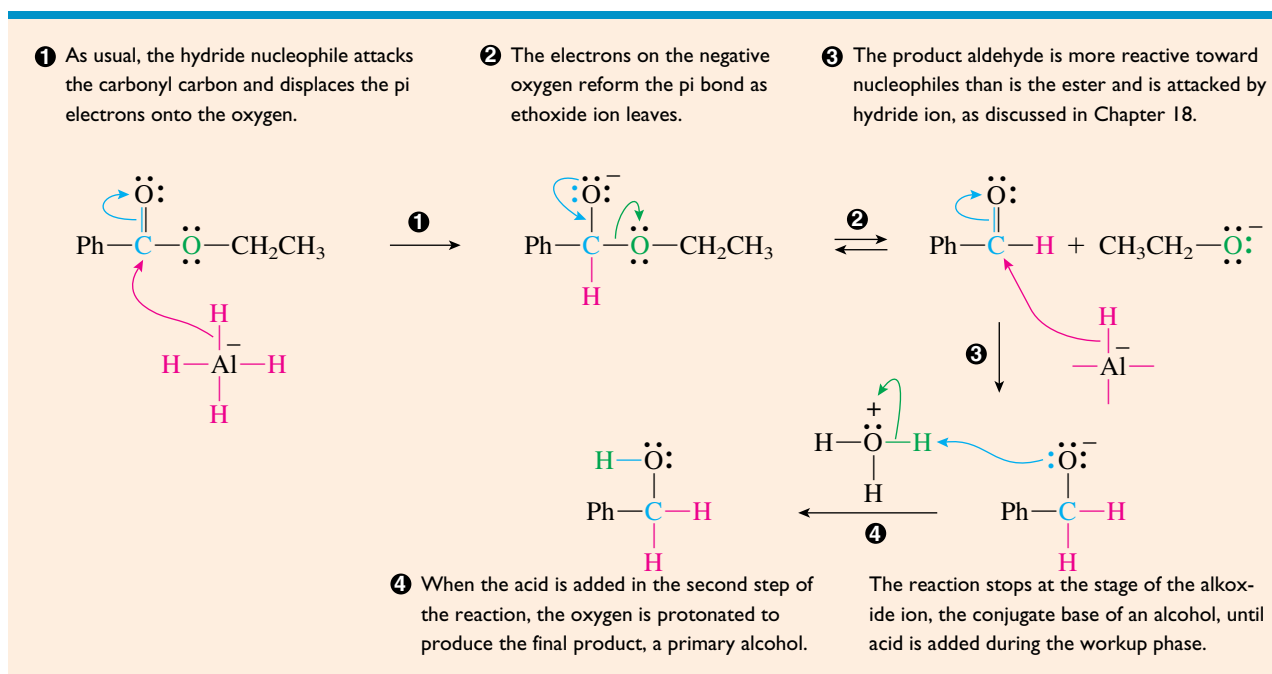 ❶ As usual, the hydride nucleophile attacks
the carbonyl carbon and displaces the pi
electrons onto the oxygen.
❷ The electrons on the negative
oxygen reform the pi bond as
ethoxide ion leaves.
❸ The product aldehyde is more reactive toward
nucleophiles than is the ester and is attacked by
hydride ion, as discussed in Chapter 18.
O
Ph—C—O—CH₂CH₃
H
H—Al—H
−
H
❶
O
−
Ph—C—O—CH₂CH₃
H
❷
O
Ph—C—H + CH₃CH₂—O
−
H
Al
−
❸
+
H—O—H
H
O
−
Ph—C—H
H
❹
H—O
Ph—C—H
H
❹ When the acid is added in the second step of
the reaction, the oxygen is protonated to
produce the final product, a primary alcohol.
The reaction stops at the stage of the alkox-
ide ion, the conjugate base of an alcohol, until
acid is added during the workup phase.